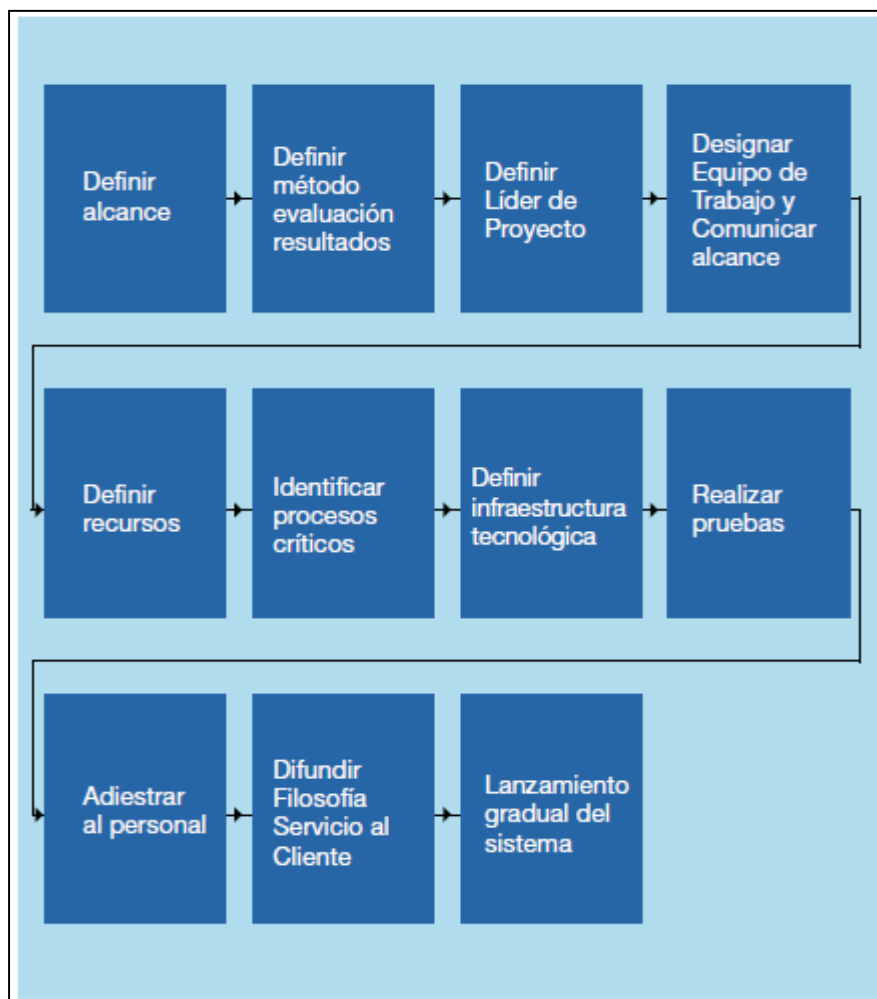 Definir
alcance
Definir
método
evaluación
resultados
Definir
Líder de
Proyecto
Designar
Equipo de
Trabajo y
Comunicar
alcance
Definir
recursos
Identificar
procesos
críticos
Definir
infraestructura
tecnológica
Realizar
pruebas
Adiestrar
al personal
Difundir
Filosofía
Servicio al
Cliente
Lanzamiento
gradual del
sistema